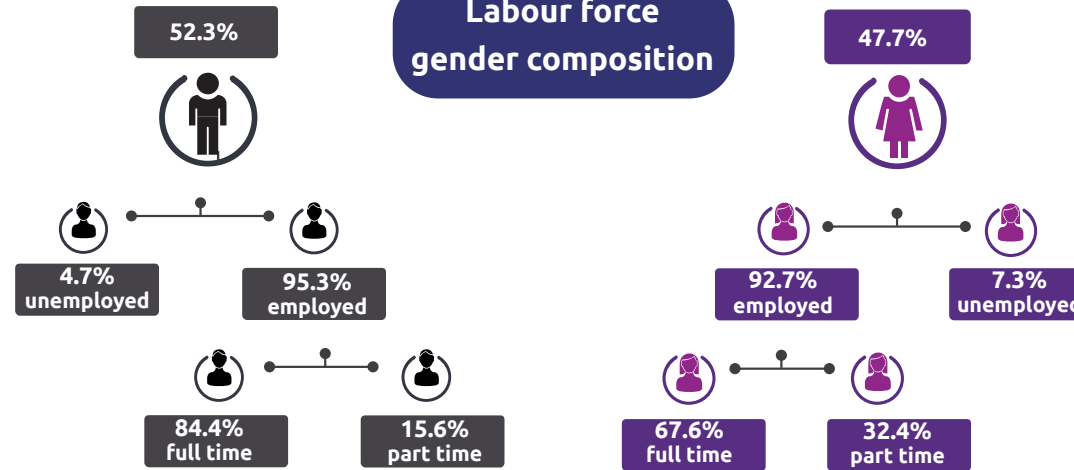 52.3%
Labour force
gender composition
47.7%
4.7%
unemployed
95.3%
employed
92.7%
employed
7.3%
unemployed
84.4%
full time
15.6%
part time
67.6%
full time
32.4%
part time